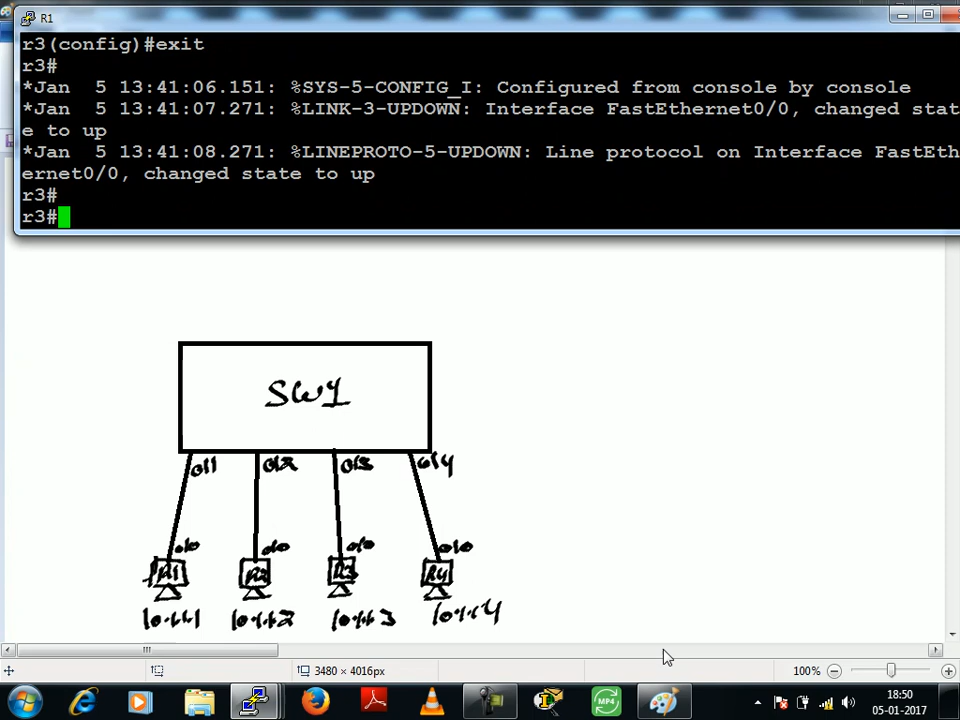 R1
r3(config)#exit
r3#
*Jan  5 13:41:06.151: %SYS-5-CONFIG_I: Configured from console by console
*Jan  5 13:41:07.271: %LINK-3-UPDOWN: Interface FastEthernet0/0, changed stat
e to up
*Jan  5 13:41:08.271: %LINEPROTO-5-UPDOWN: Line protocol on Interface FastEth
ernet0/0, changed state to up
r3#
r3#
SW1
0/1 0/2 0/3 0/4
0/0 0/0 0/0 0/0
R1 R2 R3 R4
10.1.1.1 10.1.1.2 10.1.1.3 10.1.1.4
3480 × 4016px
100%
MP4
18:50
05-01-2017